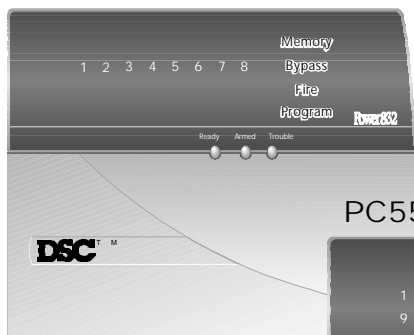 Memory
1 2 3 4 5 6 7 8 Bypass
Fire
Program Power832
Ready Armed Trouble
PC55
DSC TM
1
9